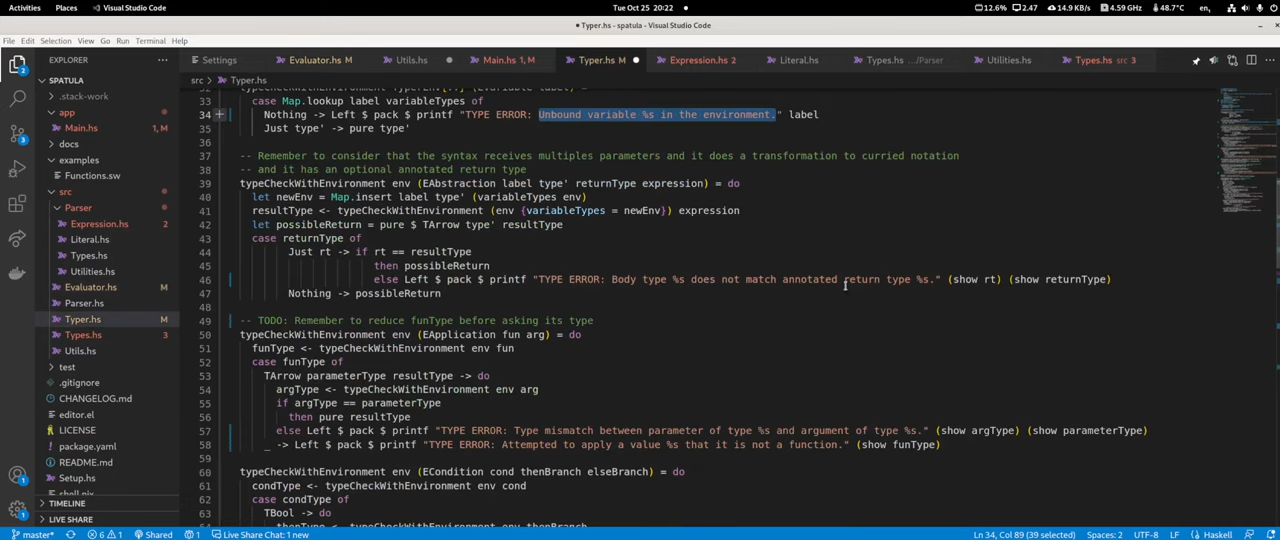 Activities Places Visual Studio Code Tue Oct 25 20:22 12.6% 2.47 14.9 KB/s 4.59 GHz 48.7°C en
Typer.hs - spatula - Visual Studio Code
File Edit Selection View Go Run Terminal Help
EXPLORER
Settings Evaluator.hs M Utils.hs Main.hs 1, M Typer.hs M Expression.hs 2 Literal.hs Types.hs .../Parser Utilities.hs Types.hs src 3
SPATULA
.stack-work
app
Main.hs 1, M
docs
examples
Functions.sw
src
Parser
Expression.hs 2
Literal.hs
Types.hs
Utilities.hs
Evaluator.hs M
Parser.hs
Typer.hs M
Types.hs 3
Utils.hs
test
.gitignore
CHANGELOG.md
editor.el
LICENSE
package.yaml
README.md
Setup.hs
shell.nix
TIMELINE
LIVE SHARE
src > Typer.hs
33 case Map.lookup label variableTypes of
34 Nothing -> Left $ pack $ printf "TYPE ERROR: Unbound variable %s in the environment." label
35 Just type' -> pure type'
36
37 -- Remember to consider that the syntax receives multiples parameters and it does a transformation to curried notation
38 -- and it has an optional annotated return type
39 typeCheckWithEnvironment env (EAbstraction label type' returnType expression) = do
40 let newEnv = Map.insert label type' (variableTypes env)
41 resultType <- typeCheckWithEnvironment (env {variableTypes = newEnv}) expression
42 let possibleReturn = pure $ TArrow type' resultType
43 case returnType of
44 Just rt -> if rt == resultType
45 then possibleReturn
46 else Left $ pack $ printf "TYPE ERROR: Body type %s does not match annotated return type %s." (show rt) (show returnType)
47 Nothing -> possibleReturn
48
49 -- TODO: Remember to reduce funType before asking its type
50 typeCheckWithEnvironment env (EApplication fun arg) = do
51 funType <- typeCheckWithEnvironment env fun
52 case funType of
53 TArrow parameterType resultType -> do
54 argType <- typeCheckWithEnvironment env arg
55 if argType == parameterType
56 then pure resultType
57 else Left $ pack $ printf "TYPE ERROR: Type mismatch between parameter of type %s and argument of type %s." (show argType) (show parameterType)
58 _ -> Left $ pack $ printf "TYPE ERROR: Attempted to apply a value %s that it is not a function." (show funType)
59
60 typeCheckWithEnvironment env (ECondition cond thenBranch elseBranch) = do
61 condType <- typeCheckWithEnvironment env cond
62 case condType of
63 TBool -> do
master* 6 1 Shared 1 Live Share Chat: 1 new Ln 34, Col 89 (39 selected) Spaces: 2 UTF-8 LF Haskell